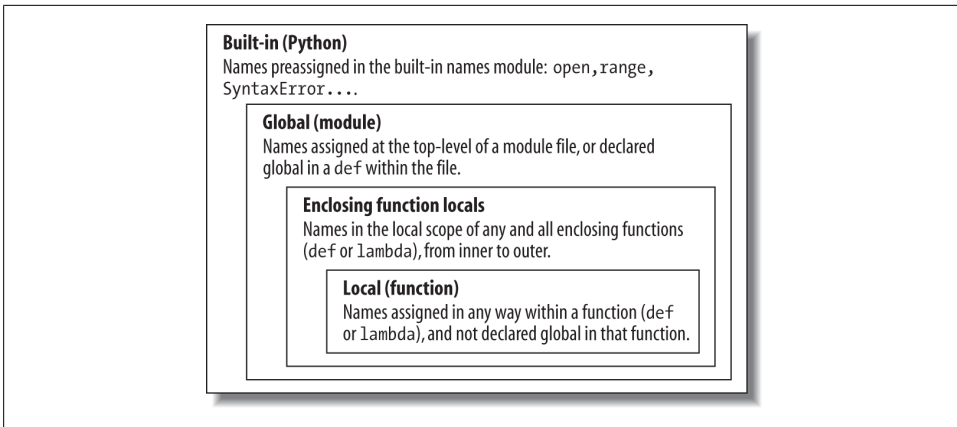 Built-in (Python)
Names preassigned in the built-in names module: open,range,
SyntaxError....
Global (module)
Names assigned at the top-level of a module file, or declared
global in a def within the file.
Enclosing function locals
Names in the local scope of any and all enclosing functions
(def or lambda), from inner to outer.
Local (function)
Names assigned in any way within a function (def
or lambda), and not declared global in that function.